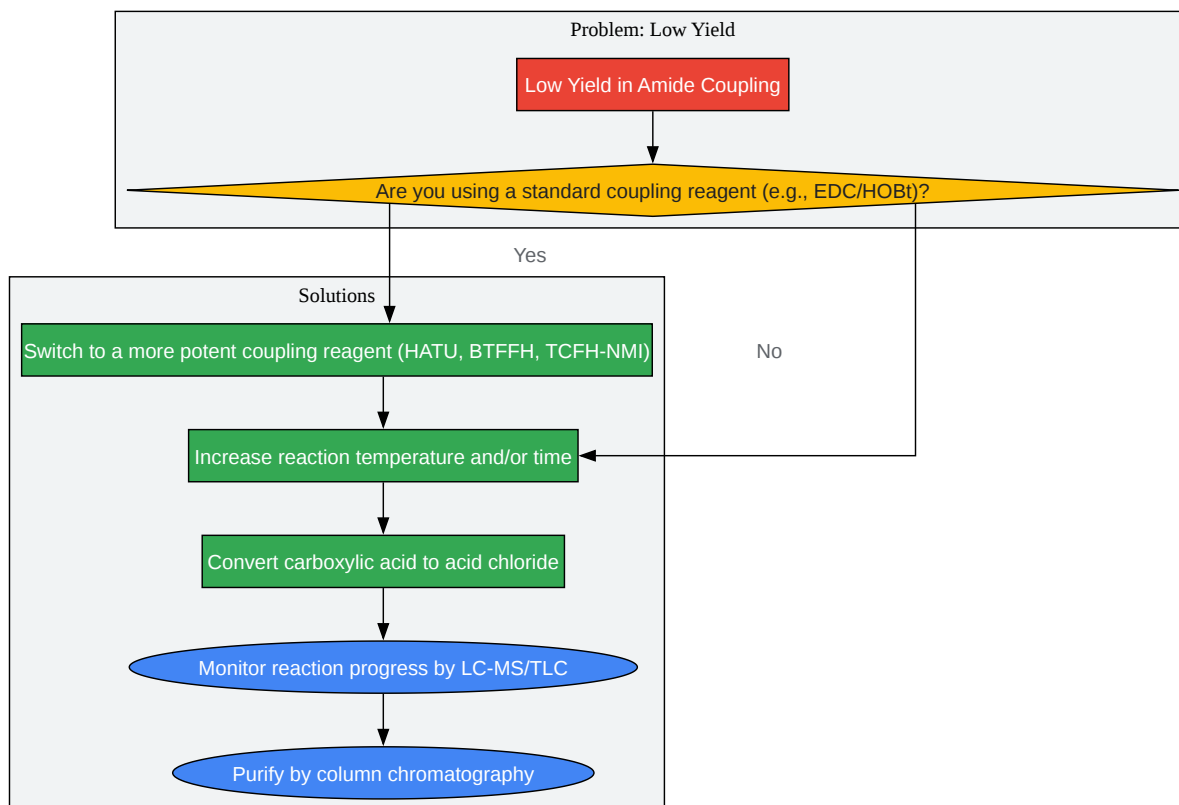 Problem: Low Yield
Low Yield in Amide Coupling
Are you using a standard coupling reagent (e.g., EDC/HOBt)?
Yes
Solutions
Switch to a more potent coupling reagent (HATU, BTFFH, TCFH-NMI)
No
Increase reaction temperature and/or time
Convert carboxylic acid to acid chloride
Monitor reaction progress by LC-MS/TLC
Purify by column chromatography